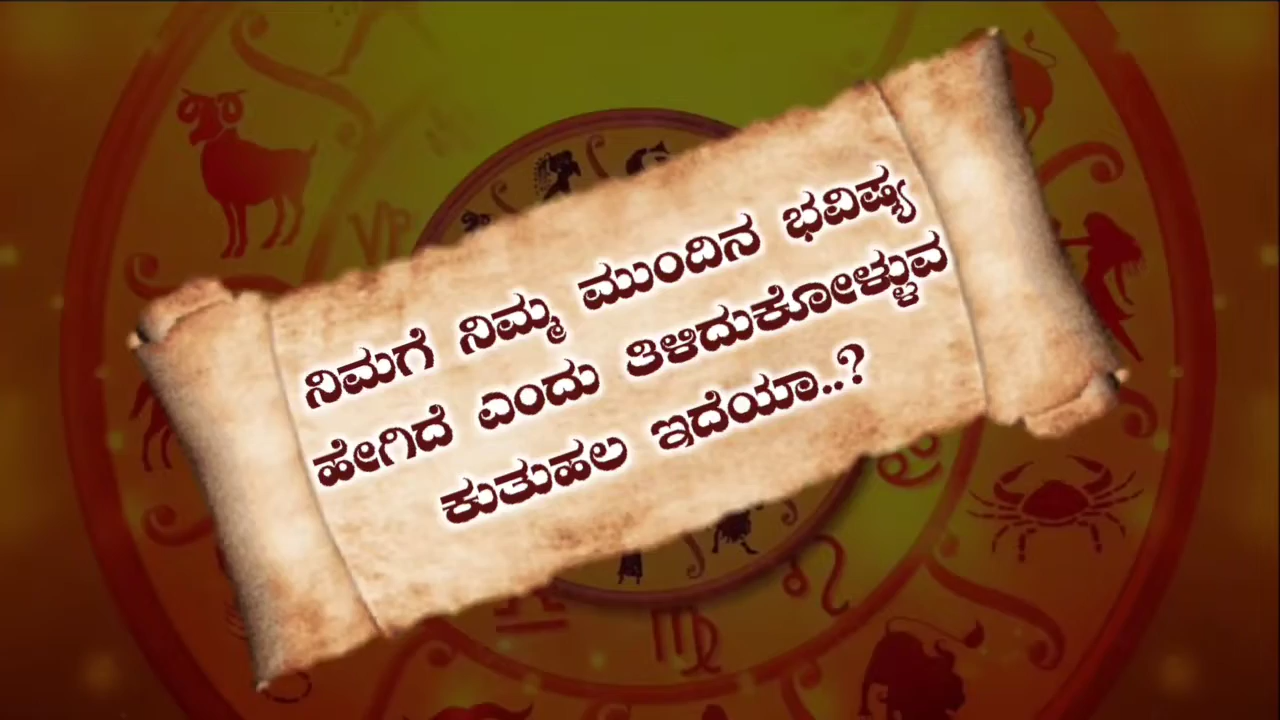 ನಿಮಗೆ ನಿಮ್ಮ ಮುಂದಿನ ಭವಿಷ್ಯ
ಹೇಗಿದೆ ಎಂದು ತಿಳಿದುಕೋಳ್ಳುವ
ಕುತುಹಲ ಇದೆಯಾ..?